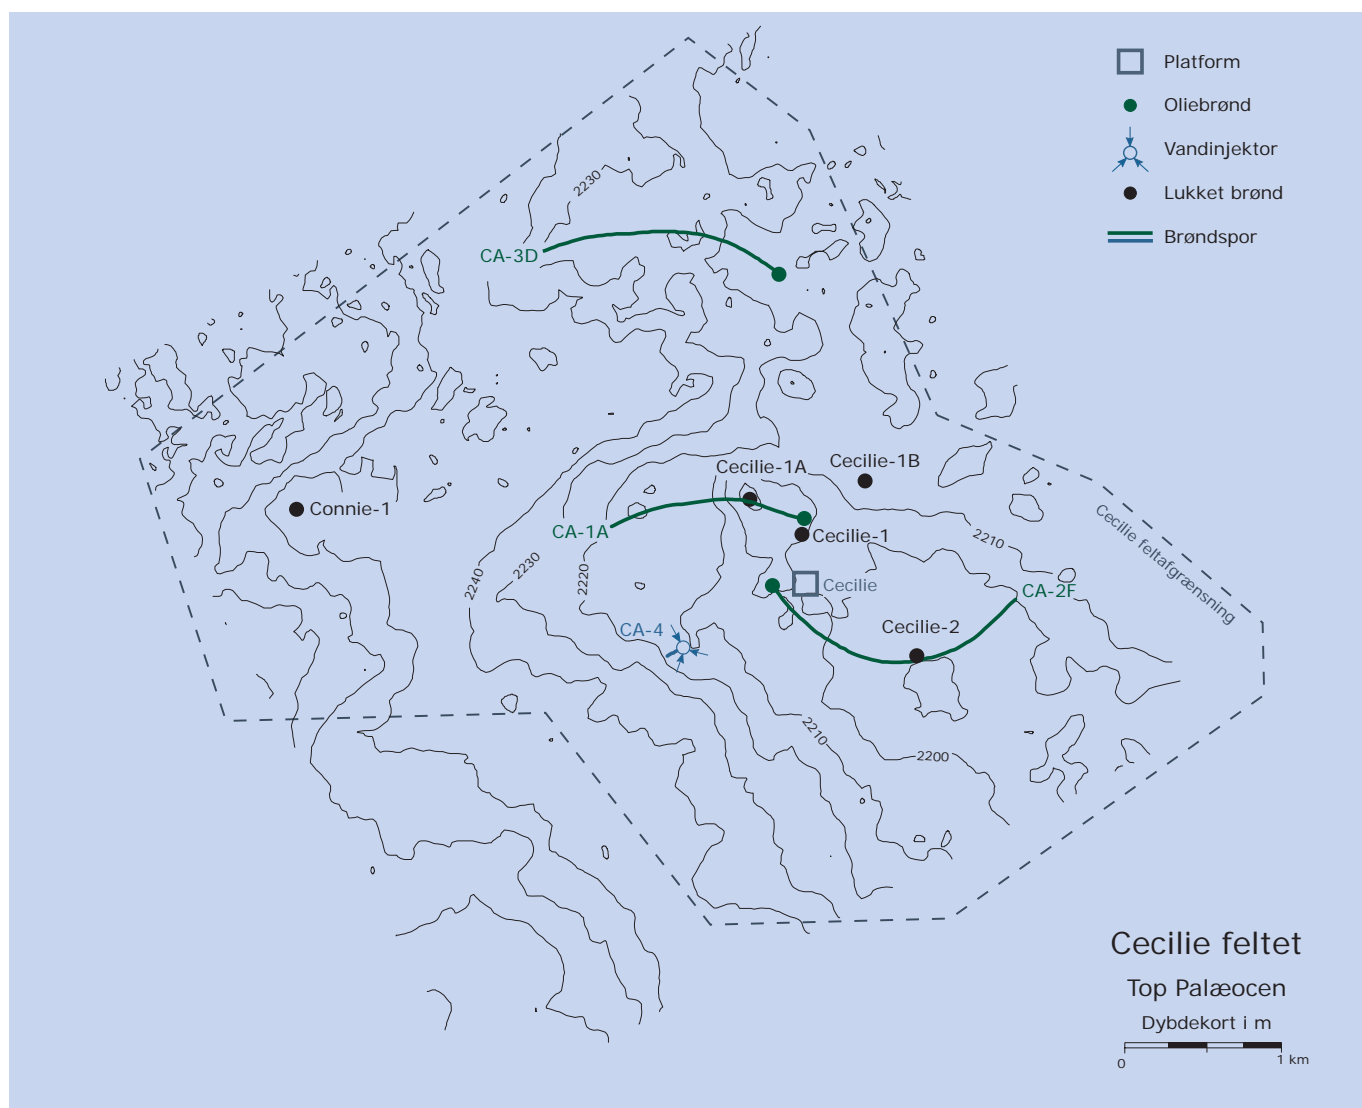 Platform
Oliebrønd
Vandinjektor
Lukket brønd
Brøndspor
2230
CA-3D
Cecilie-1A
Cecilie-1B
Connie-1
CA-1A
Cecilie-1
2210
Cecilie feltafgrænsning
2240
2230
2220
Cecilie
CA-2F
CA-4
Cecilie-2
2210
2200
Cecilie feltet
Top Palæocen
Dybdekort i m
0
1 km